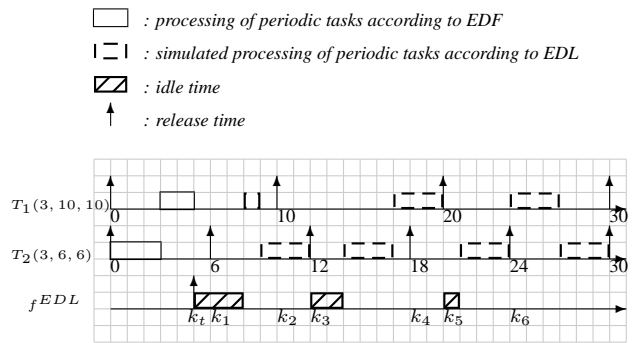 : processing of periodic tasks according to EDF
: simulated processing of periodic tasks according to EDL
: idle time
: release time
T1(3, 10, 10)
0 10 20 30
T2(3, 6, 6)
0 6 12 18 24 30
f^EDL
k_t k_1 k_2 k_3 k_4 k_5 k_6